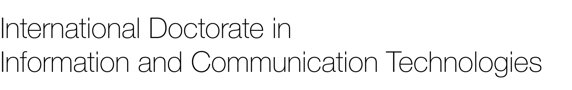 International Doctorate in
Information and Communication Technologies